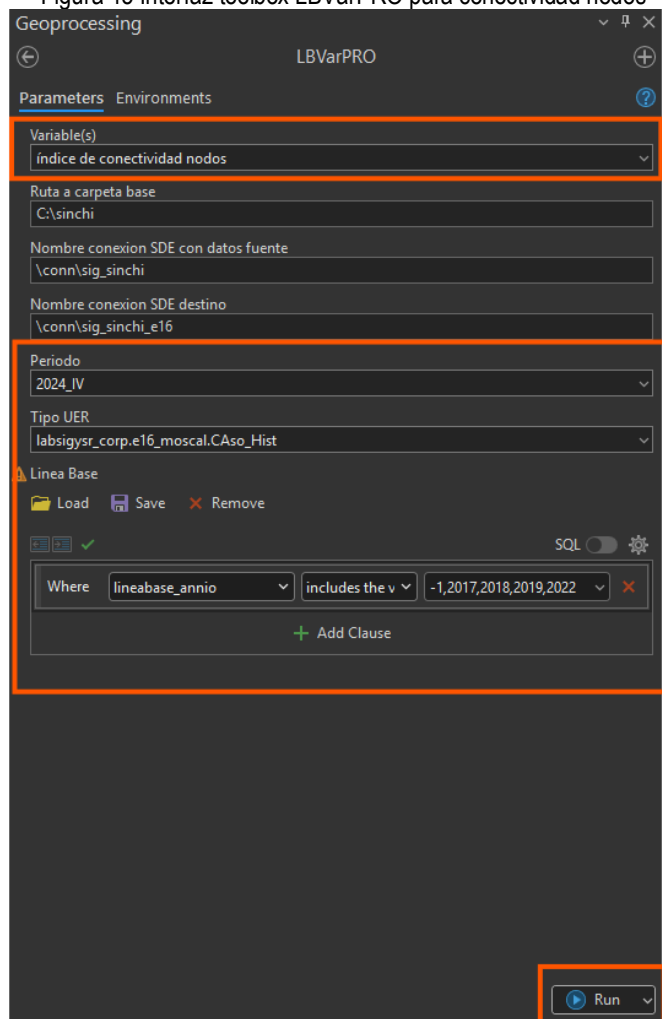 Figura 40 Interfaz toolbox LBVarPRO para conectividad nodos
Geoprocessing
LBVarPRO
Parameters Environments
Variable(s)
índice de conectividad nodos
Ruta a carpeta base
C:\sinchi
Nombre conexion SDE con datos fuente
\conn\sig_sinchi
Nombre conexion SDE destino
\conn\sig_sinchi_e16
Periodo
2024_IV
Tipo UER
labsigysr_corp.e16_moscal.CAso_Hist
Linea Base
Load Save Remove
SQL
Where lineabase_annio includes the v -1,2017,2018,2019,2022
Add Clause
Run